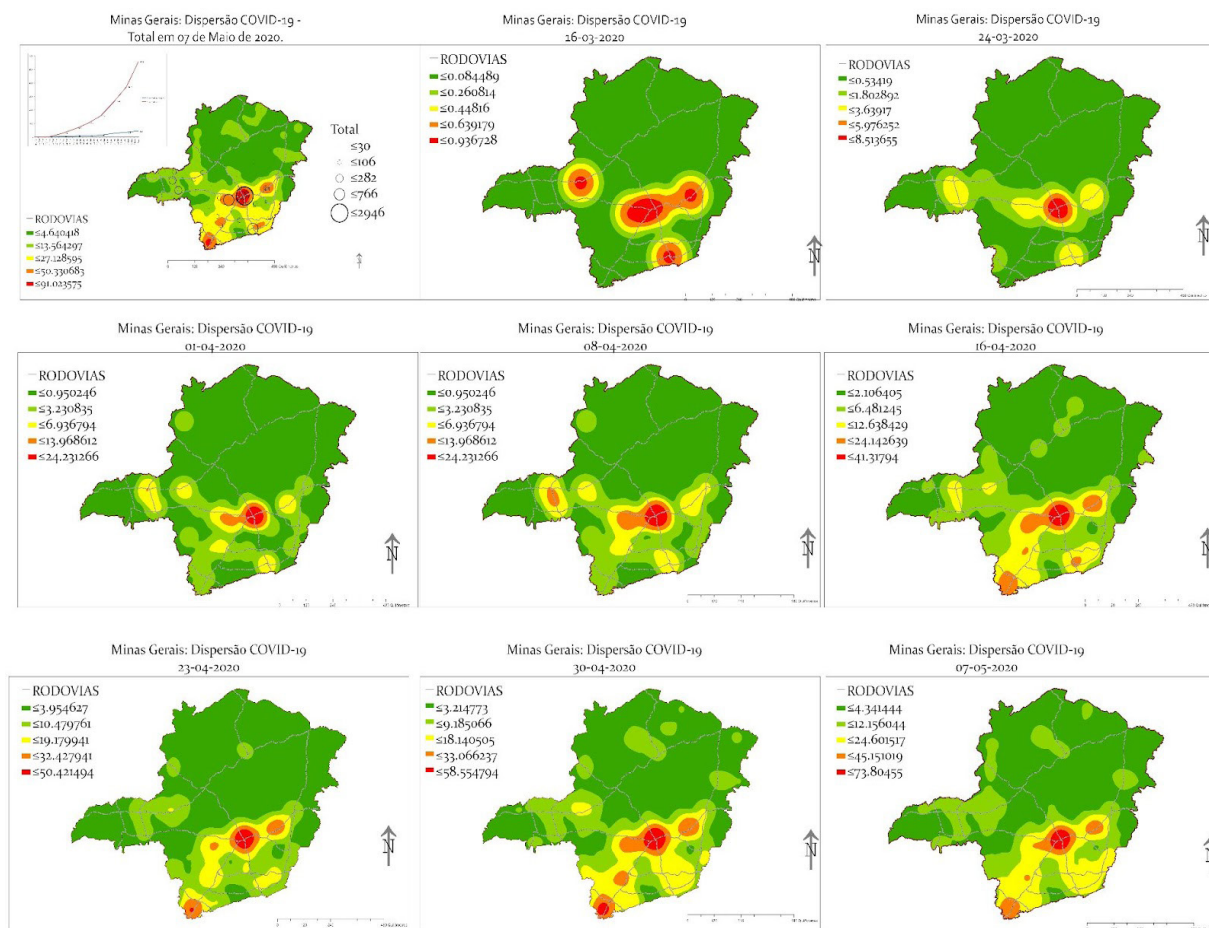 Minas Gerais: Dispersão COVID-19 -
Total em 07 de Maio de 2020.
Total
≤30
≤106
≤282
≤766
≤2946
RODOVIAS
≤4.640418
≤13.564297
≤27.128595
≤50.330683
≤91.023575
Minas Gerais: Dispersão COVID-19
16-03-2020
RODOVIAS
≤0.084489
≤0.260814
≤0.44816
≤0.639179
≤0.936728
N
Minas Gerais: Dispersão COVID-19
24-03-2020
RODOVIAS
≤0.53419
≤1.802892
≤3.63917
≤5.976252
≤8.513655
N
Minas Gerais: Dispersão COVID-19
01-04-2020
RODOVIAS
≤0.950246
≤3.230835
≤6.936794
≤13.968612
≤24.231266
N
Minas Gerais: Dispersão COVID-19
08-04-2020
RODOVIAS
≤0.950246
≤3.230835
≤6.936794
≤13.968612
≤24.231266
N
Minas Gerais: Dispersão COVID-19
16-04-2020
RODOVIAS
≤2.106405
≤6.481245
≤12.638429
≤24.142639
≤41.31794
N
Minas Gerais: Dispersão COVID-19
23-04-2020
RODOVIAS
≤3.954627
≤10.479761
≤19.179941
≤32.427941
≤50.421494
N
Minas Gerais: Dispersão COVID-19
30-04-2020
RODOVIAS
≤3.214773
≤9.185066
≤18.140505
≤33.066237
≤58.554794
N
Minas Gerais: Dispersão COVID-19
07-05-2020
RODOVIAS
≤4.341444
≤12.156044
≤24.601517
≤45.151019
≤73.80455
N